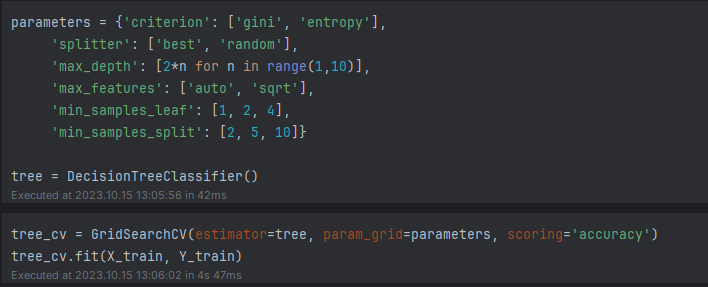 parameters = {'criterion': ['gini', 'entropy'],
'splitter': ['best', 'random'],
'max_depth': [2*n for n in range(1,10)],
'max_features': ['auto', 'sqrt'],
'min_samples_leaf': [1, 2, 4],
'min_samples_split': [2, 5, 10]}
tree = DecisionTreeClassifier()
Executed at 2023.10.15 13:05:56 in 42ms
tree_cv = GridSearchCV(estimator=tree, param_grid=parameters, scoring='accuracy')
tree_cv.fit(X_train, Y_train)
Executed at 2023.10.15 13:06:02 in 4s 47ms